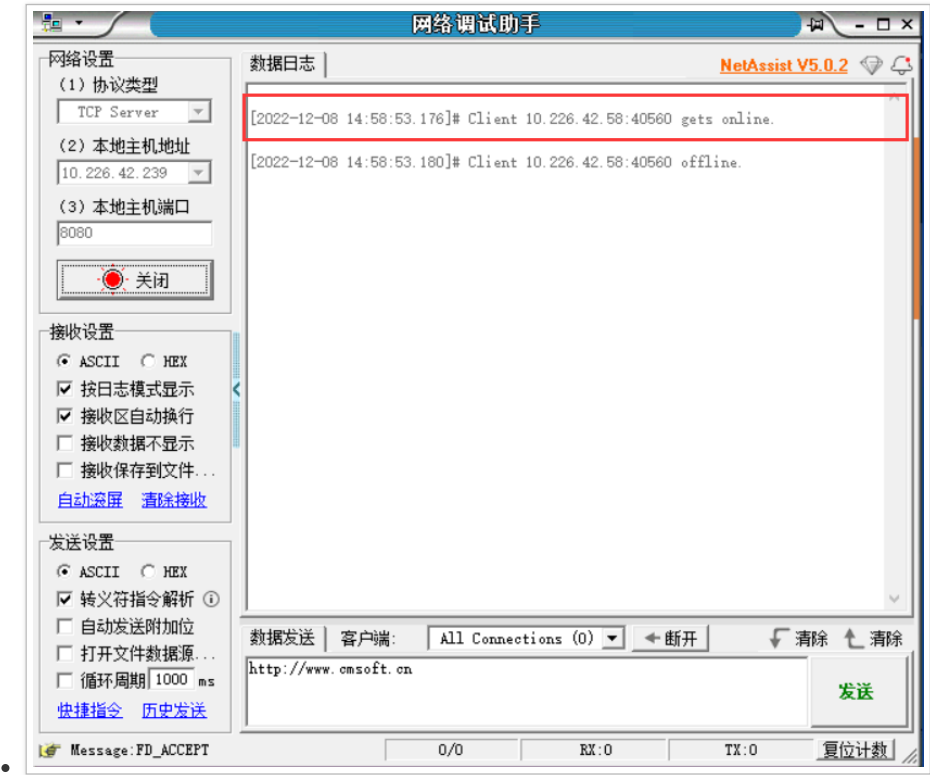 网络调试助手
网络设置
(1) 协议类型
TCP Server
(2) 本地主机地址
10.226.42.239
(3) 本地主机端口
8080
关闭
接收设置
ASCII HEX
按日志模式显示
接收区自动换行
接收数据不显示
接收保存到文件...
自动滚屏 清除接收
发送设置
ASCII HEX
转义符指令解析
自动发送附加位
打开文件数据源...
循环周期 1000 ms
快捷指令 历史发送
数据日志 NetAssist V5.0.2
[2022-12-08 14:58:53.176]# Client 10.226.42.58:40560 gets online.
[2022-12-08 14:58:53.180]# Client 10.226.42.58:40560 offline.
数据发送 客户端: All Connections (0) 断开 清除 清除
http://www.cmsoft.cn
发送
Message:FD_ACCEPT 0/0 RX:0 TX:0 复位计数